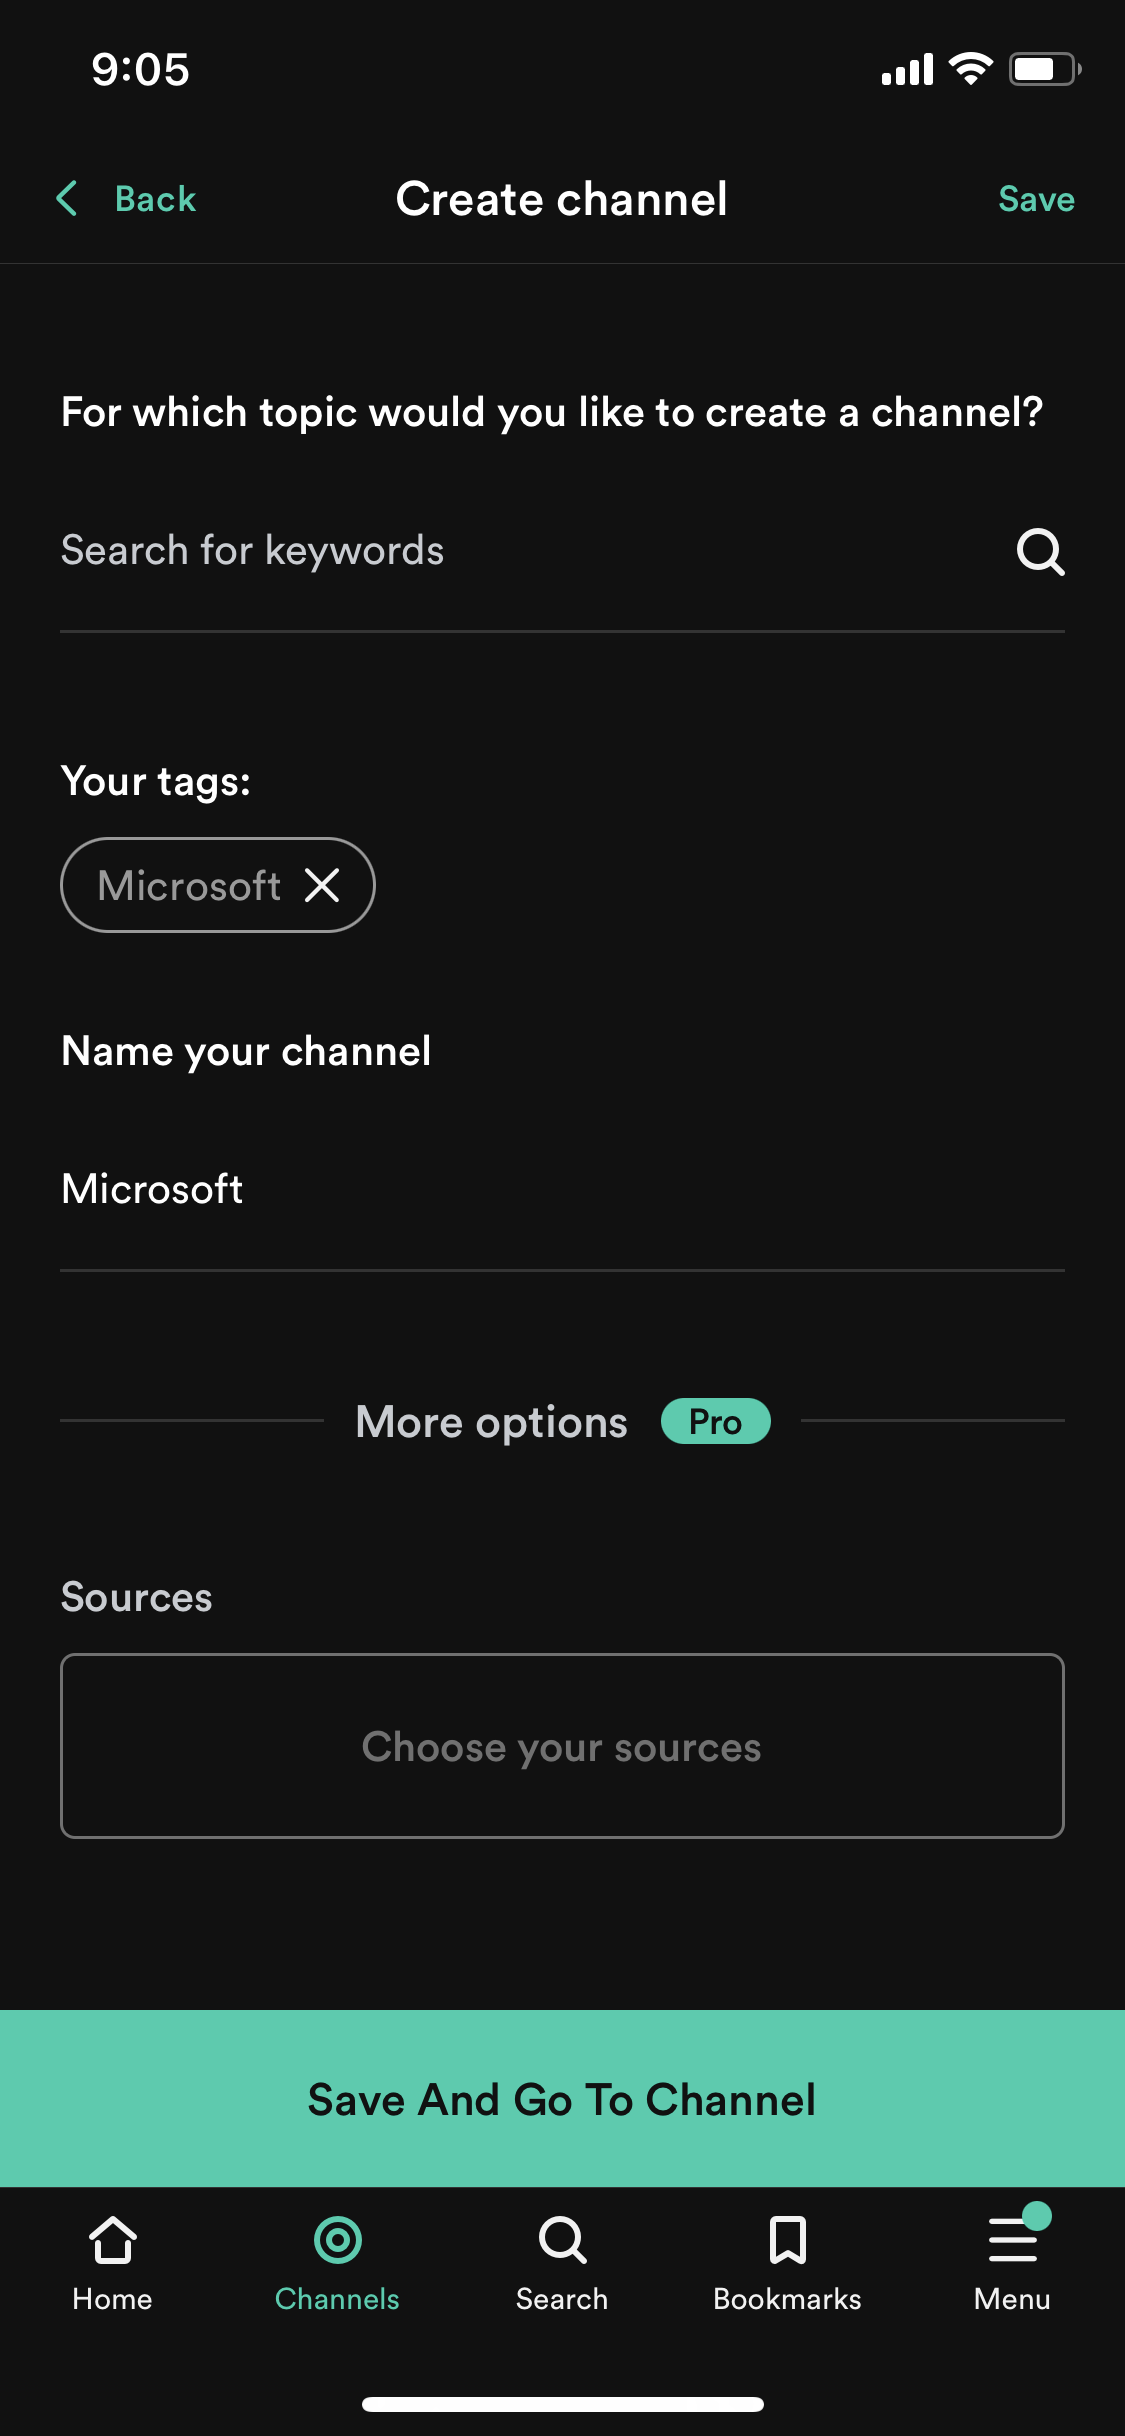 9:05
Back
Create channel
Save
For which topic would you like to create a channel?
Search for keywords
Your tags:
Microsoft
Name your channel
Microsoft
More options Pro
Sources
Choose your sources
Save And Go To Channel
Home
Channels
Search
Bookmarks
Menu